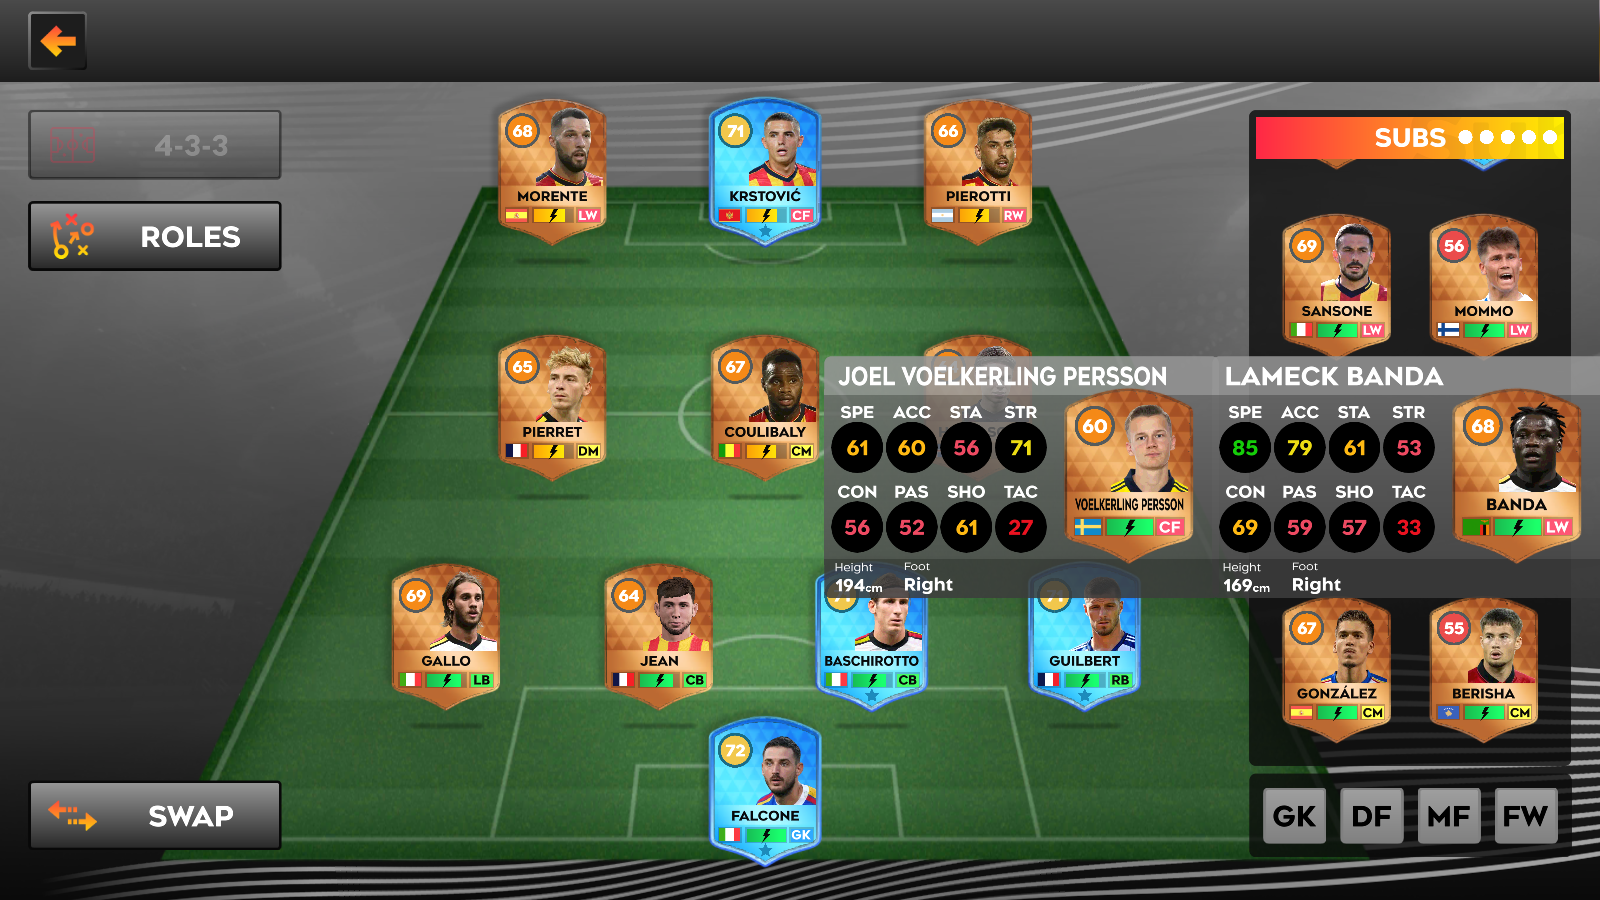 4-3-3
ROLES
SWAP
68
MORENTE
LW
71
KRSTOVIĆ
CF
66
PIEROTTI
RW
65
PIERRET
DM
67
COULIBALY
CM
69
GALLO
LB
64
JEAN
CB
BASCHIROTTO
CB
GUILBERT
RB
72
FALCONE
GK
JOEL VOELKERLING PERSSON
SPE ACC STA STR
61 60 56 71
CON PAS SHO TAC
56 52 61 27
Height Foot
194cm Right
60
VOELKERLING PERSSON
CF
LAMECK BANDA
SPE ACC STA STR
85 79 61 53
CON PAS SHO TAC
69 59 57 33
Height Foot
169cm Right
68
BANDA
LW
SUBS
69
SANSONE
LW
56
MOMMO
LW
67
GONZÁLEZ
CM
55
BERISHA
CM
GK DF MF FW